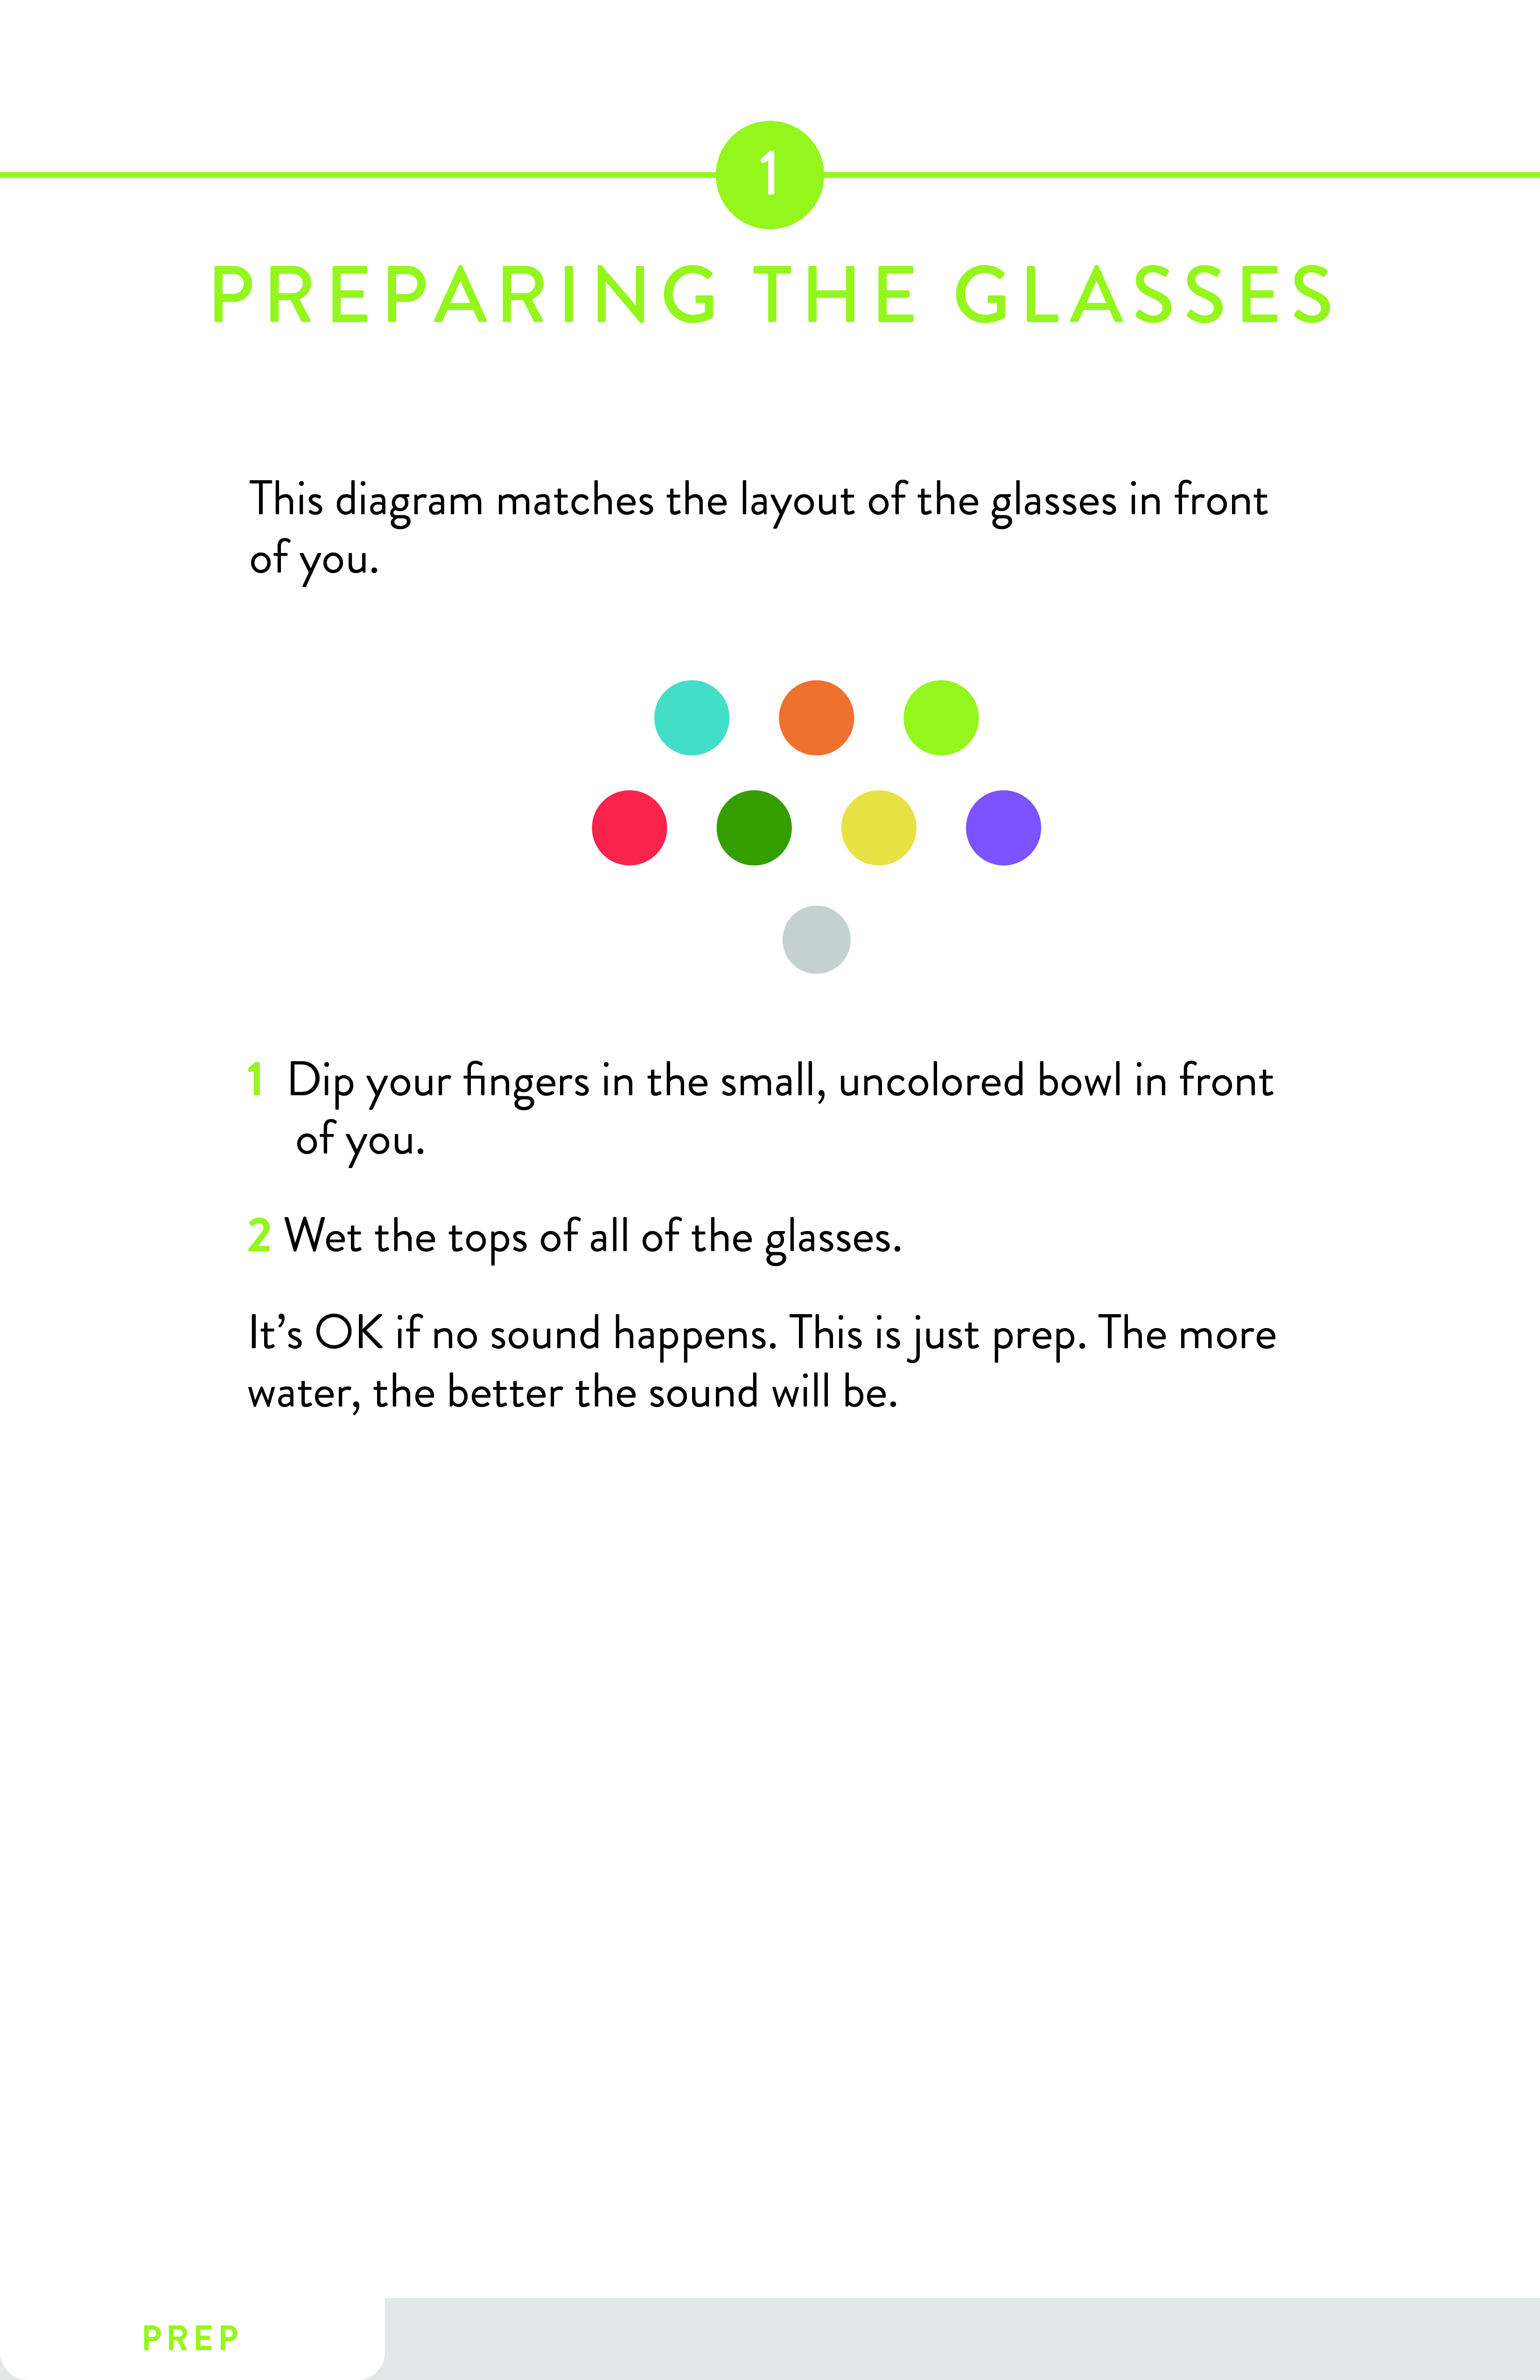 1
PREPARING THE GLASSES
This diagram matches the layout of the glasses in front
of you.
1 Dip your fingers in the small, uncolored bowl in front
of you.
2 Wet the tops of all of the glasses.
It’s OK if no sound happens. This is just prep. The more
water, the better the sound will be.
PREP